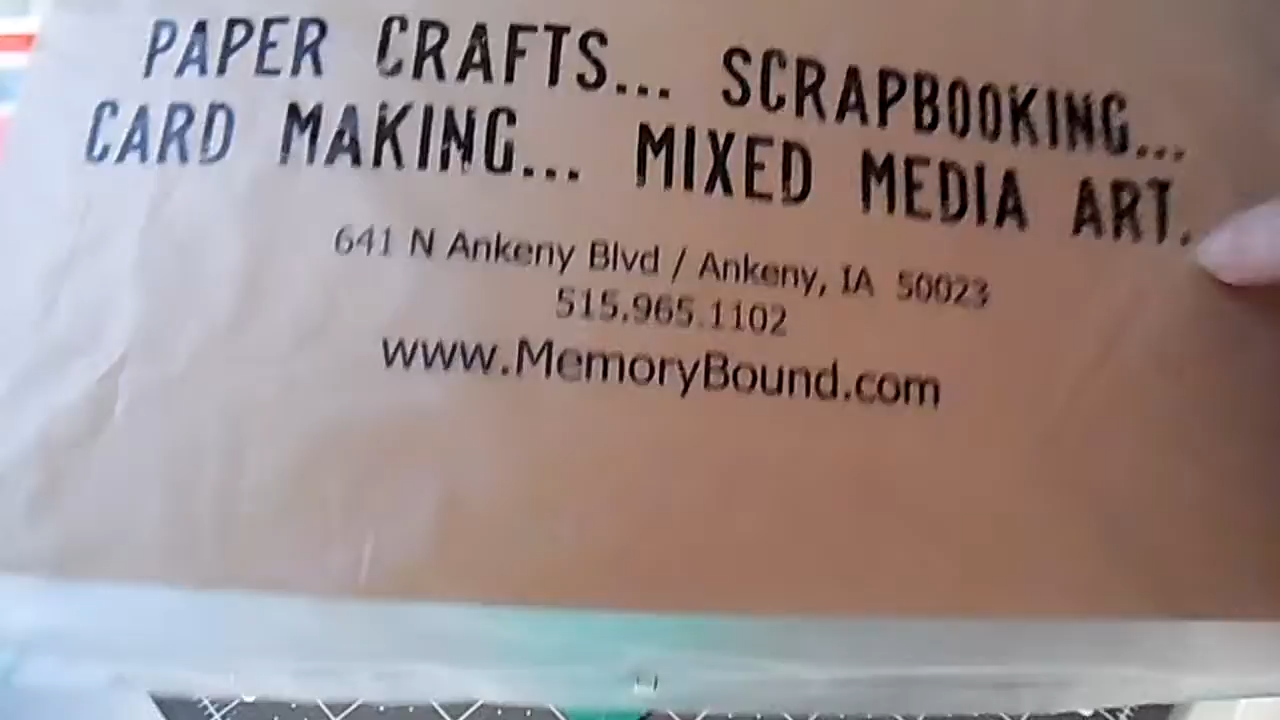 PAPER CRAFTS... SCRAPBOOKING...
CARD MAKING... MIXED MEDIA ART.
641 N Ankeny Blvd / Ankeny, IA 50023
515.965.1102
www.MemoryBound.com